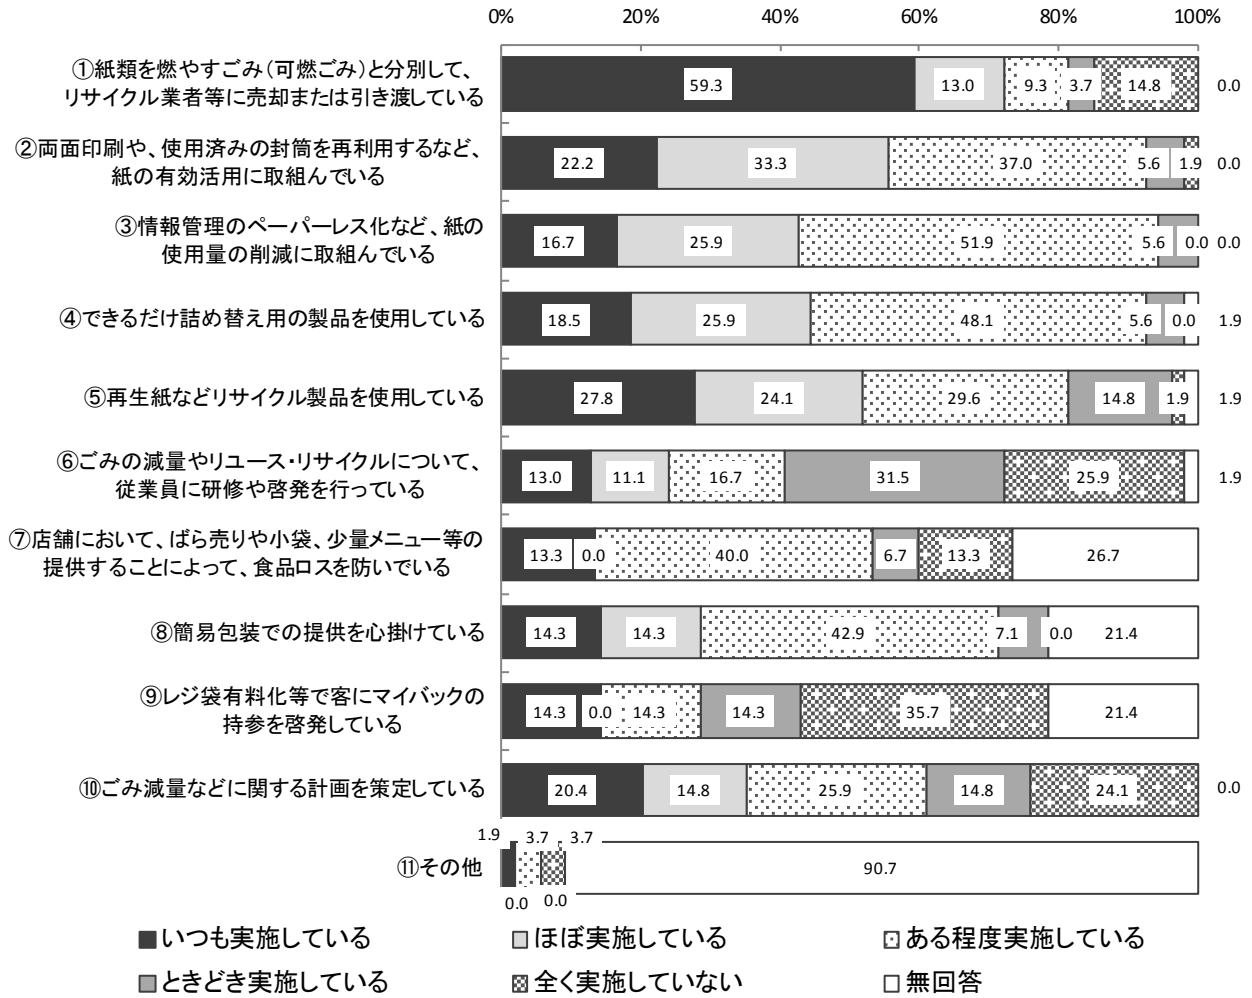 0% 20% 40% 60% 80% 100%
①紙類を燃やすごみ（可燃ごみ）と分別して、
リサイクル業者等に売却または引き渡している
59.3 13.0 9.3 3.7 14.8 0.0
②両面印刷や、使用済みの封筒を再利用するなど、
紙の有効活用に取組んでいる
22.2 33.3 37.0 5.6 1.9 0.0
③情報管理のペーパーレス化など、紙の
使用量の削減に取組んでいる
16.7 25.9 51.9 5.6 0.0 0.0
④できるだけ詰め替え用の製品を使用している
18.5 25.9 48.1 5.6 0.0 1.9
⑤再生紙などリサイクル製品を使用している
27.8 24.1 29.6 14.8 1.9 1.9
⑥ごみの減量やリユース・リサイクルについて、
従業員に研修や啓発を行っている
13.0 11.1 16.7 31.5 25.9 1.9
⑦店舗において、ばら売りや小袋、少量メニュー等の
提供することによって、食品ロスを防いでいる
13.3 0.0 40.0 6.7 13.3 26.7
⑧簡易包装での提供を心掛けている
14.3 14.3 42.9 7.1 0.0 21.4
⑨レジ袋有料化等で客にマイバックの
持参を啓発している
14.3 0.0 14.3 14.3 35.7 21.4
⑩ごみ減量などに関する計画を策定している
20.4 14.8 25.9 14.8 24.1 0.0
⑪その他
1.9 3.7 3.7
90.7
0.0 0.0
いつも実施している ほぼ実施している ある程度実施している
ときどき実施している 全く実施していない 無回答